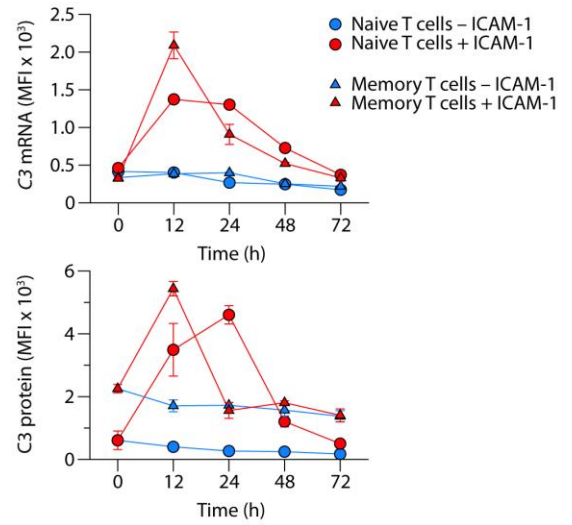 Naive T cells – ICAM-1
Naive T cells + ICAM-1
Memory T cells – ICAM-1
Memory T cells + ICAM-1
C3 mRNA (MFI x 10³)
2.5
2.0
1.5
1.0
0.5
0
0 12 24 48 72
Time (h)
C3 protein (MFI x 10³)
6
4
2
0
0 12 24 48 72
Time (h)